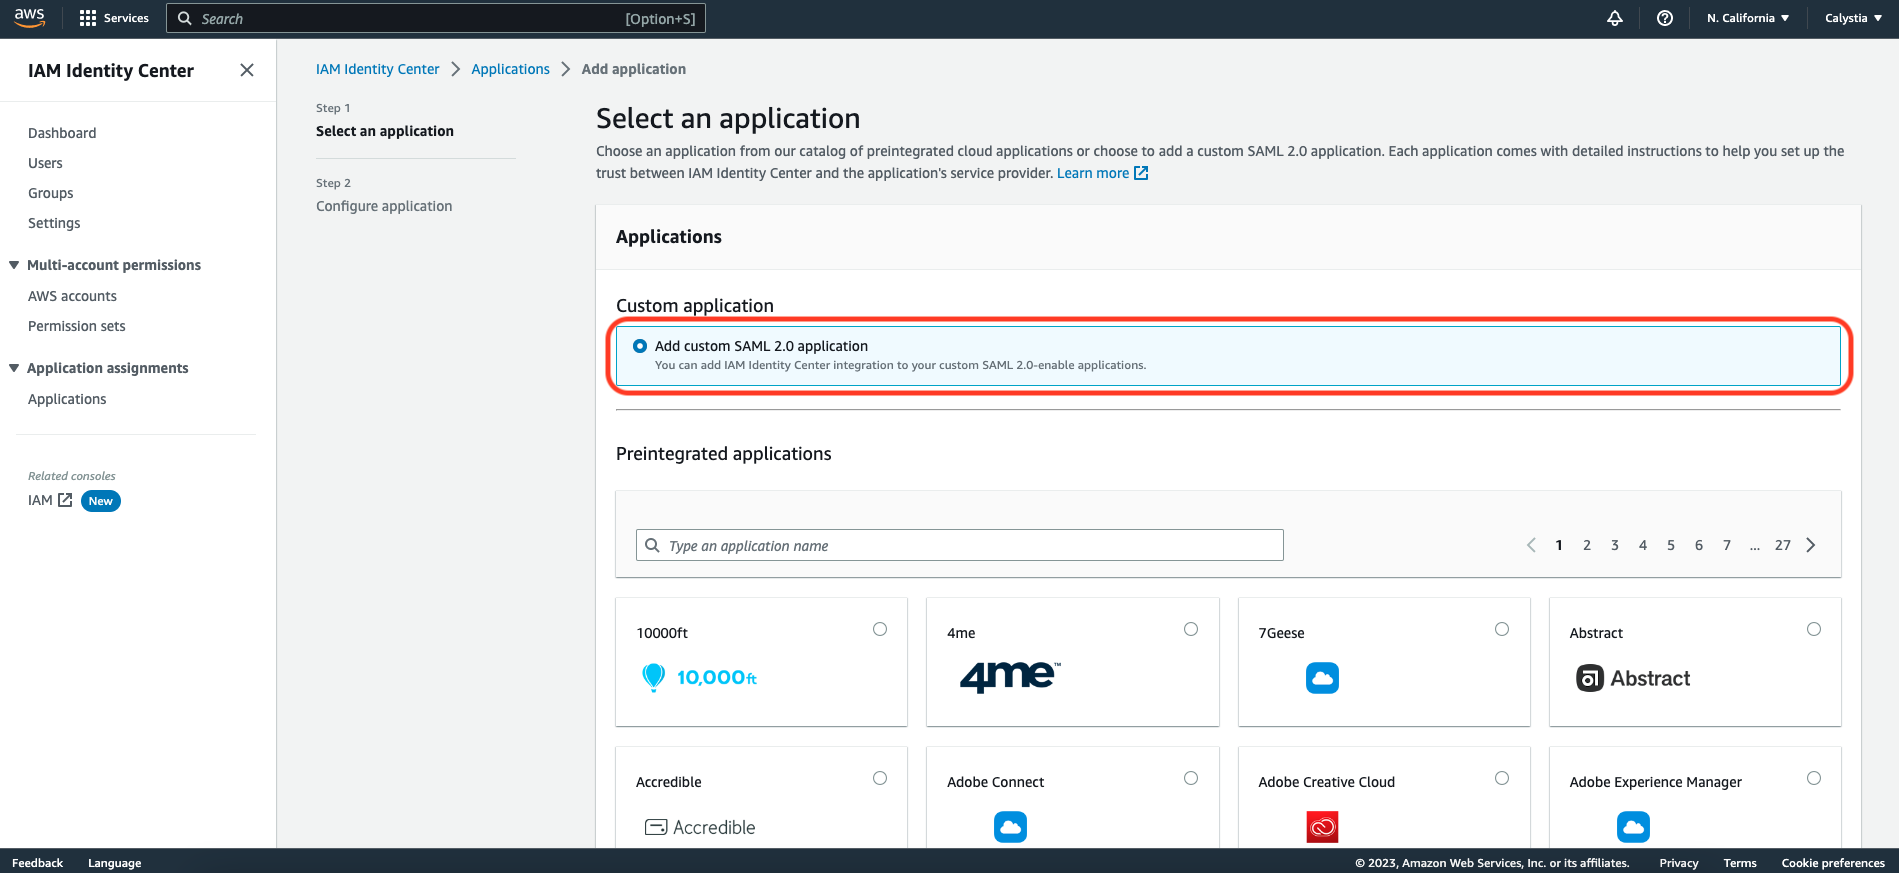 aws
Services
Search
[Option+S]
N. California
Calystia
IAM Identity Center
Dashboard
Users
Groups
Settings
Multi-account permissions
AWS accounts
Permission sets
Application assignments
Applications
Related consoles
IAM
New
IAM Identity Center
Applications
Add application
Step 1
Select an application
Step 2
Configure application
Select an application
Choose an application from our catalog of preintegrated cloud applications or choose to add a custom SAML 2.0 application. Each application comes with detailed instructions to help you set up the
trust between IAM Identity Center and the application's service provider. Learn more
Applications
Custom application
Add custom SAML 2.0 application
You can add IAM Identity Center integration to your custom SAML 2.0-enable applications.
Preintegrated applications
Type an application name
1 2 3 4 5 6 7 ... 27
10000ft
10,000ft
4me
4me™
7Geese
Abstract
Abstract
Accredible
Accredible
Adobe Connect
Adobe Creative Cloud
Adobe Experience Manager
Feedback
Language
© 2023, Amazon Web Services, Inc. or its affiliates.
Privacy
Terms
Cookie preferences